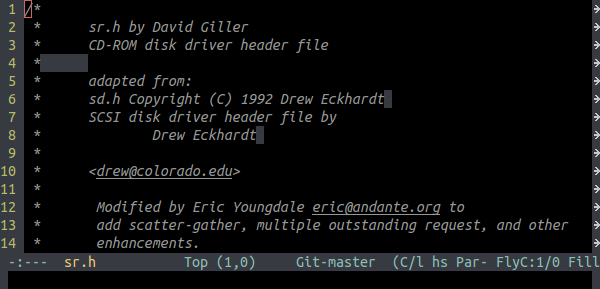 1 /*
2 * sr.h by David Giller
3 * CD-ROM disk driver header file
4 *
5 * adapted from:
6 * sd.h Copyright (C) 1992 Drew Eckhardt
7 * SCSI disk driver header file by
8 * Drew Eckhardt
9 *
10 * <drew@colorado.edu>
11 *
12 * Modified by Eric Youngdale eric@andante.org to
13 * add scatter-gather, multiple outstanding request, and other
14 * enhancements.
-:--- sr.h Top (1,0) Git-master (C/l hs Par- FlyC:1/0 Fill